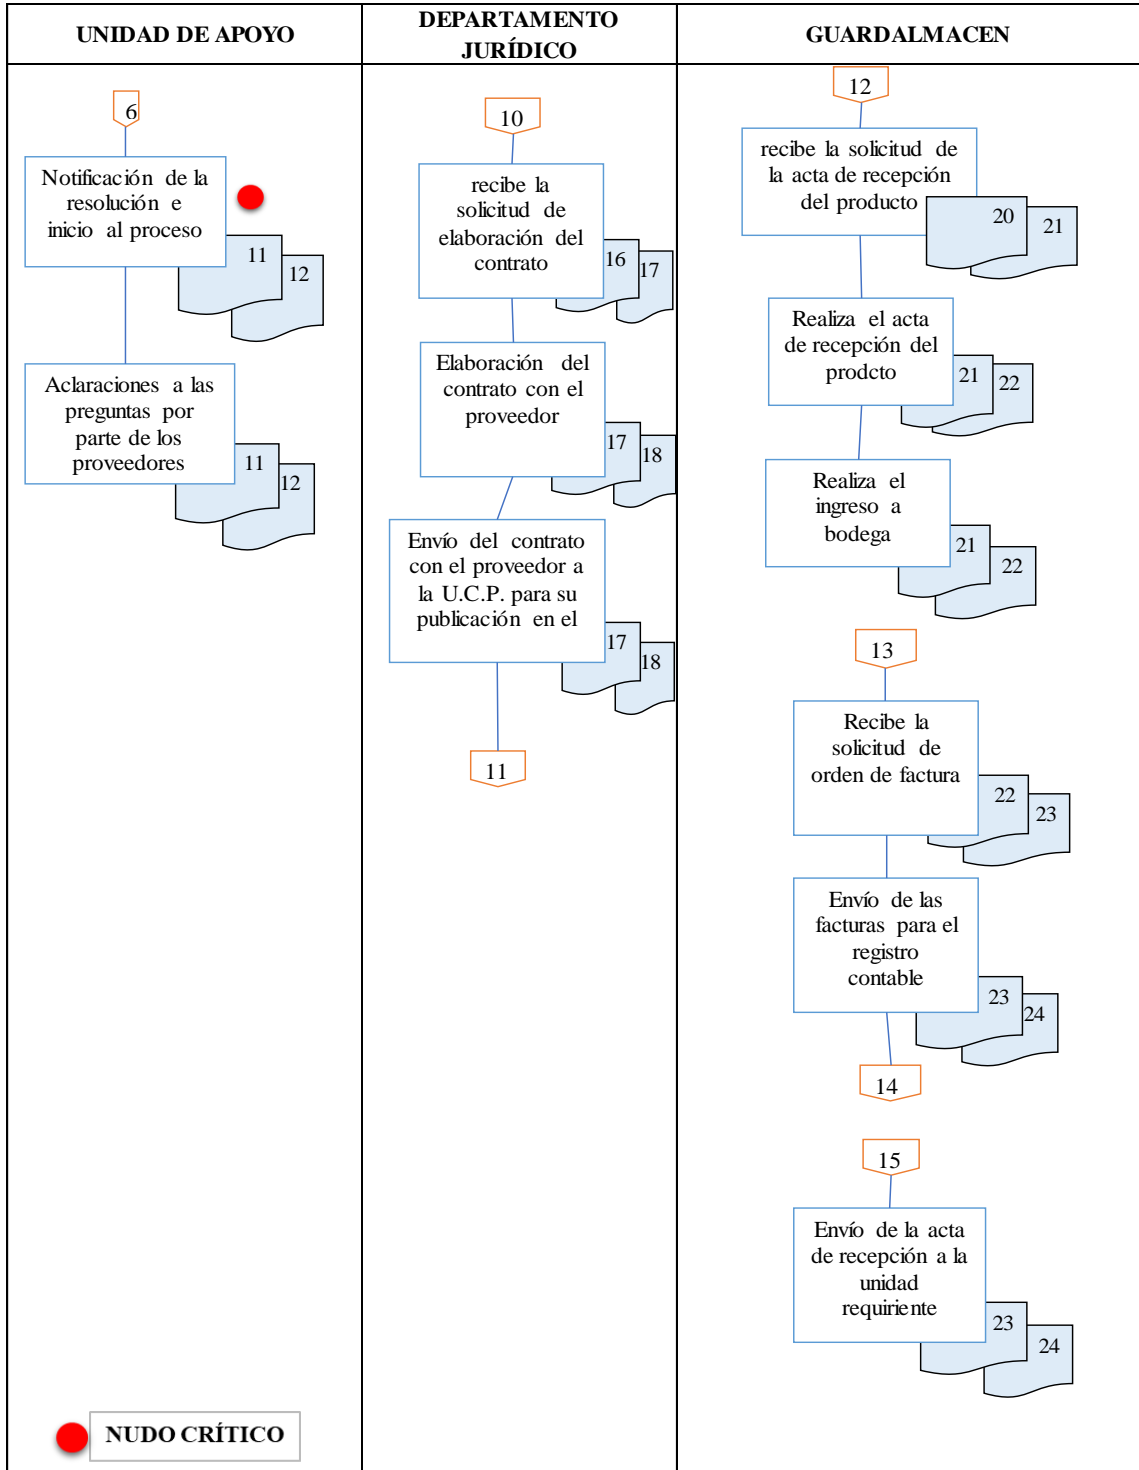 UNIDAD DE APOYO
DEPARTAMENTO
JURÍDICO
GUARDALMACEN
6
Notificación de la
resolución e
inicio al proceso
11
12
Aclaraciones a las
preguntas por
parte de los
proveedores
11
12
10
recibe la
solicitud de
elaboración del
contrato
16
17
Elaboración del
contrato con el
proveedor
17
18
Envío del contrato
con el proveedor a
la U.C.P. para su
publicación en el
17
18
11
12
recibe la solicitud de
la acta de recepción
del producto
20
21
Realiza el acta
de recepción del
prodcto
21
22
Realiza el
ingreso a
bodega
21
22
13
Recibe la
solicitud de
orden de factura
22
23
Envío de las
facturas para el
registro
contable
23
24
14
15
Envío de la acta
de recepción a la
unidad
requiriente
23
24
NUDO CRÍTICO